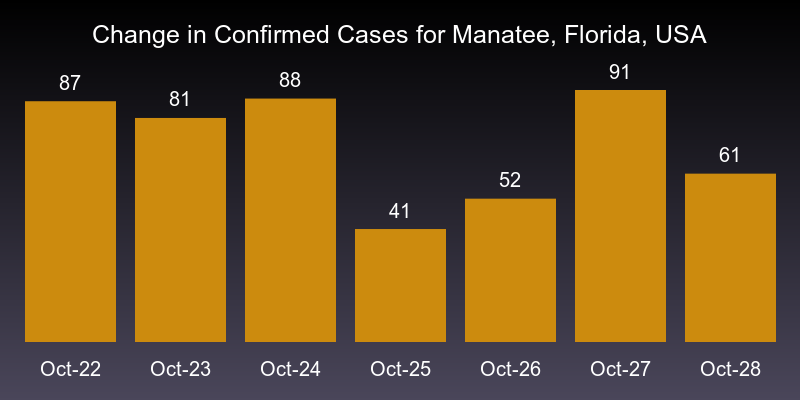 Change in Confirmed Cases for Manatee, Florida, USA
87
81
88
41
52
91
61
Oct-22
Oct-23
Oct-24
Oct-25
Oct-26
Oct-27
Oct-28